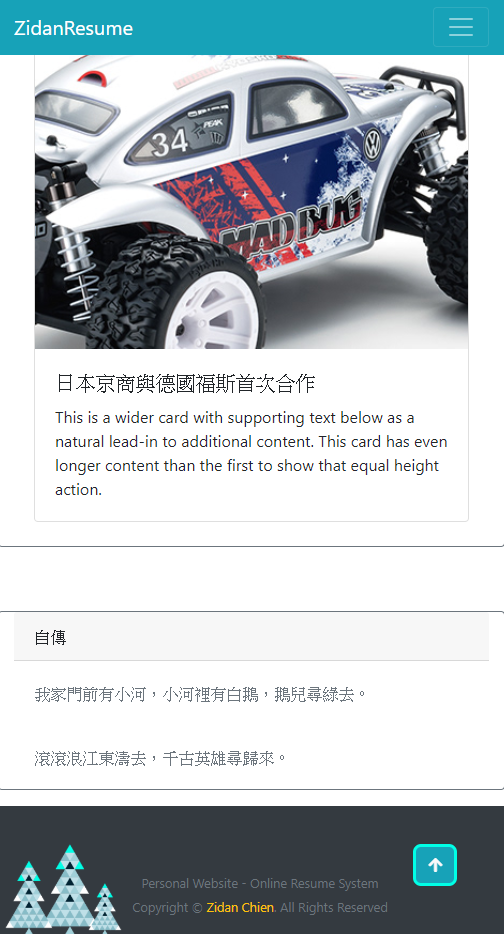 ZidanResume
34
PEAK
MAD BUG
日本京商與德國福斯首次合作
This is a wider card with supporting text below as a
natural lead-in to additional content. This card has even
longer content than the first to show that equal height
action.
自傳
我家門前有小河，小河裡有白鵝，鵝兒尋綠去。
滾滾浪江東濤去，千古英雄尋歸來。
Personal Website - Online Resume System
Copyright © Zidan Chien. All Rights Reserved